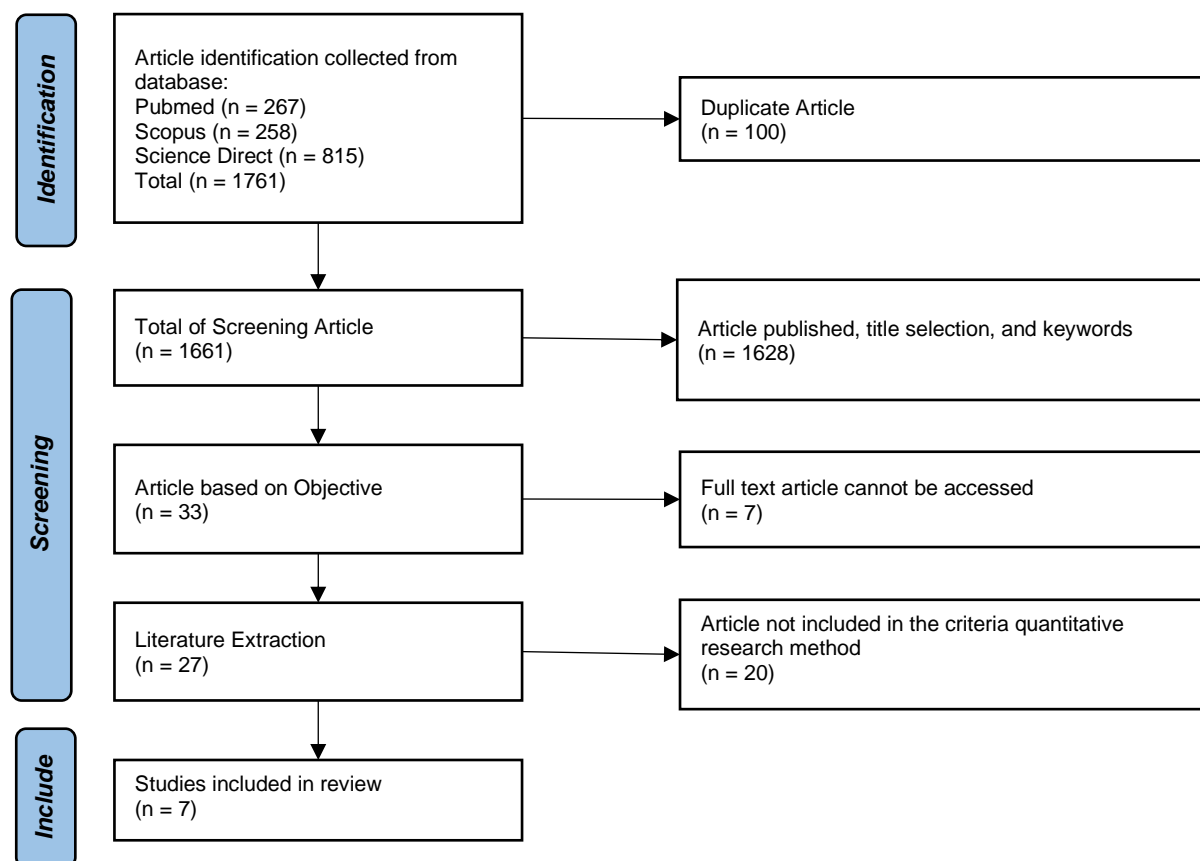 Identification
Article identification collected from
database:
Pubmed (n = 267)
Scopus (n = 258)
Science Direct (n = 815)
Total (n = 1761)
Duplicate Article
(n = 100)
Screening
Total of Screening Article
(n = 1661)
Article published, title selection, and keywords
(n = 1628)
Article based on Objective
(n = 33)
Full text article cannot be accessed
(n = 7)
Literature Extraction
(n = 27)
Article not included in the criteria quantitative
research method
(n = 20)
Include
Studies included in review
(n = 7)